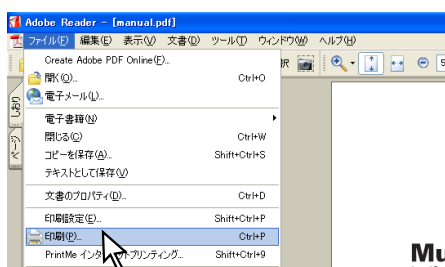 Adobe Reader - [manual.pdf]
ファイル(F) 編集(E) 表示(V) 文書(D) ツール(T) ウィンドウ(W) ヘルプ(H)
Create Adobe PDF Online(F)...
開く(O)... Ctrl+O
電子メール(L)...
電子書籍(N)
閉じる(C) Ctrl+W
コピーを保存(A)... Shift+Ctrl+S
テキストとして保存(V)
文書のプロパティ(D)... Ctrl+D
印刷設定(E)... Shift+Ctrl+P
印刷(P)... Ctrl+P
PrintMe インターネットプリンティング... Shift+Ctrl+9
しおり
Mu